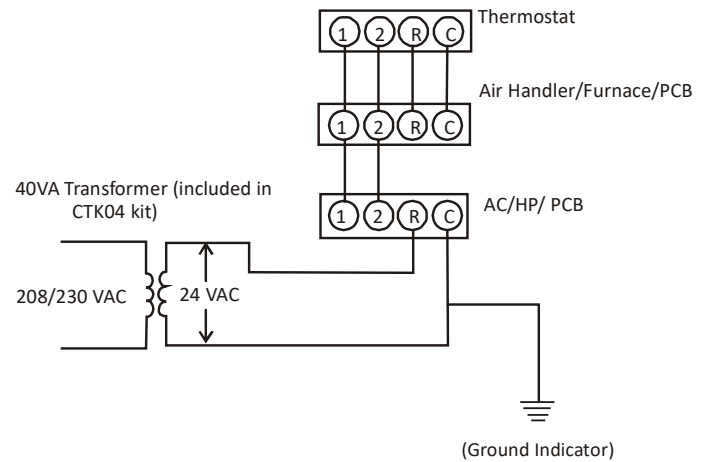 Thermostat
1 2 R C
Air Handler/Furnace/PCB
1 2 R C
40VA Transformer (included in
CTK04 kit)
AC/HP/ PCB
1 2 R C
208/230 VAC
24 VAC
(Ground Indicator)